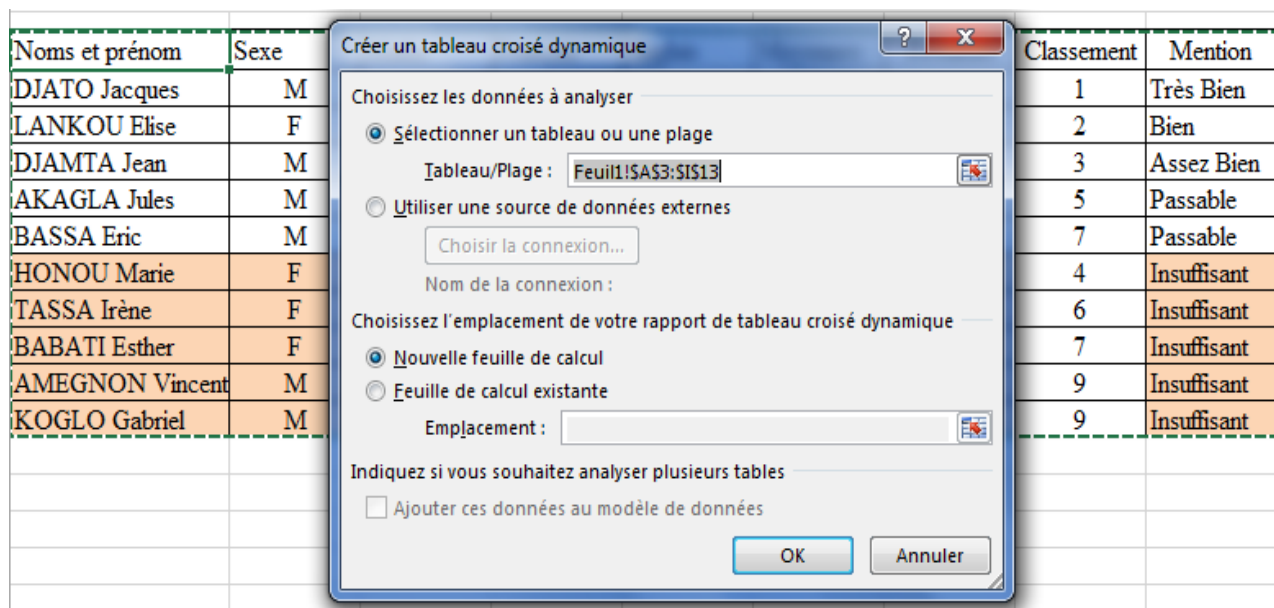 Noms et prénom Sexe Classement Mention
DJATO Jacques M 1 Très Bien
LANKOU Elise F 2 Bien
DJAMTA Jean M 3 Assez Bien
AKAGLA Jules M 5 Passable
BASSA Eric M 7 Passable
HONOU Marie F 4 Insuffisant
TASSA Irène F 6 Insuffisant
BABATI Esther F 7 Insuffisant
AMEGNON Vincent M 9 Insuffisant
KOGLO Gabriel M 9 Insuffisant
Créer un tableau croisé dynamique ? X
Choisissez les données à analyser
Sélectionner un tableau ou une plage
Tableau/Plage : Feuil1!$A$3:$I$13
Utiliser une source de données externes
Choisir la connexion...
Nom de la connexion :
Choisissez l'emplacement de votre rapport de tableau croisé dynamique
Nouvelle feuille de calcul
Feuille de calcul existante
Emplacement :
Indiquez si vous souhaitez analyser plusieurs tables
Ajouter ces données au modèle de données
OK Annuler